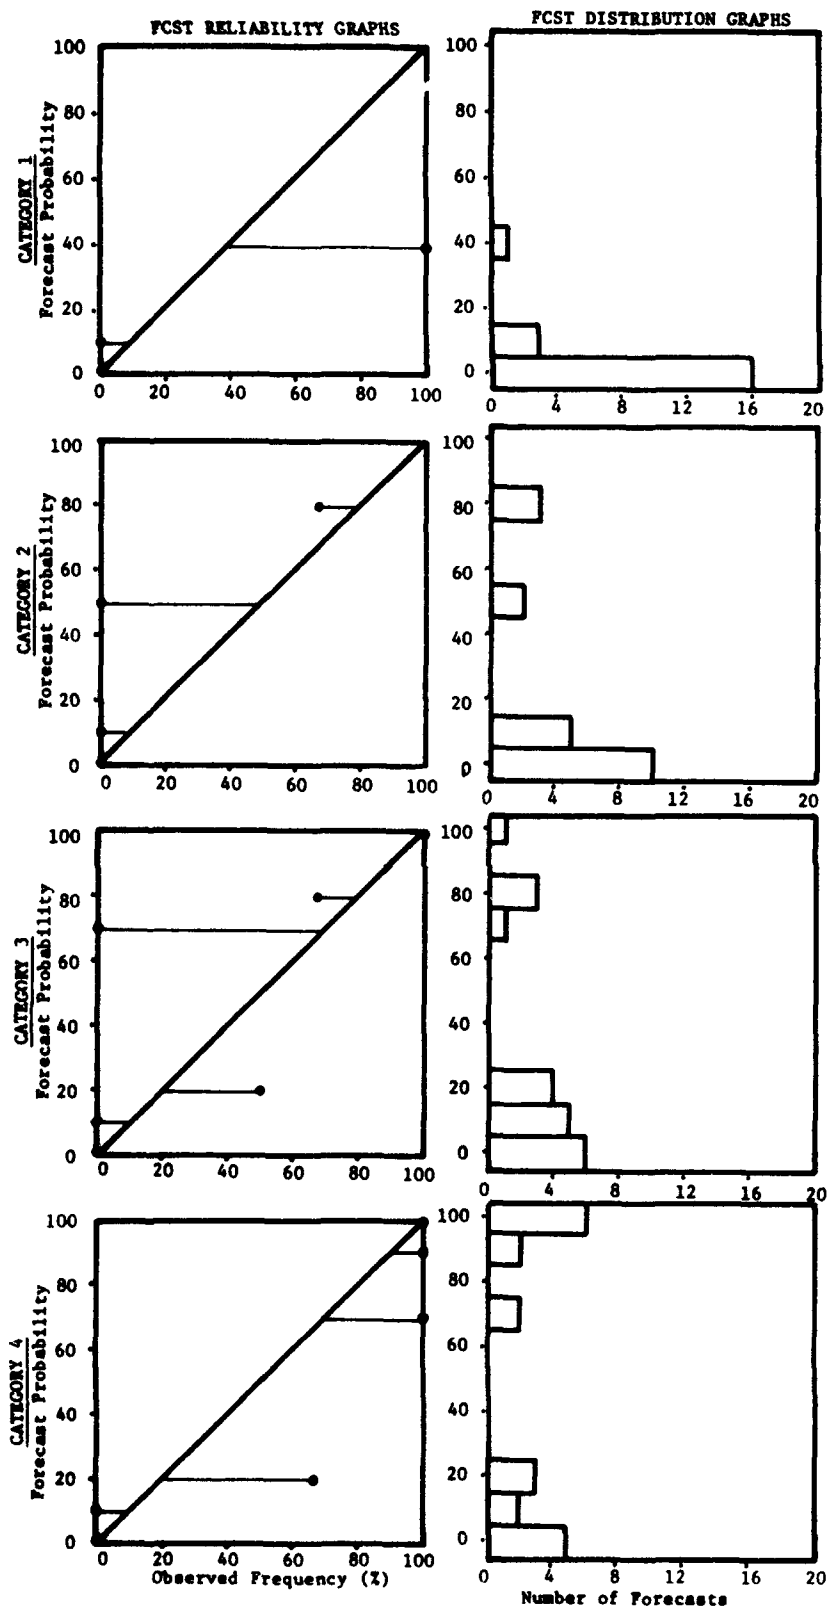 FCST RELIABILITY GRAPHS
FCST DISTRIBUTION GRAPHS
CATEGORY 1
Forecast Probability
100
80
60
40
20
0
0 20 40 60 80 100
100
80
60
40
20
0
0 4 8 12 16 20
CATEGORY 2
Forecast Probability
100
80
60
40
20
0
0 20 40 60 80 100
100
80
60
40
20
0
0 4 8 12 16 20
CATEGORY 3
Forecast Probability
100
80
60
40
20
0
0 20 40 60 80 100
100
80
60
40
20
0
0 4 8 12 16 20
CATEGORY 4
Forecast Probability
100
80
60
40
20
0
0 20 40 60 80 100
Observed Frequency (%)
100
80
60
40
20
0
0 4 8 12 16 20
Number of Forecasts